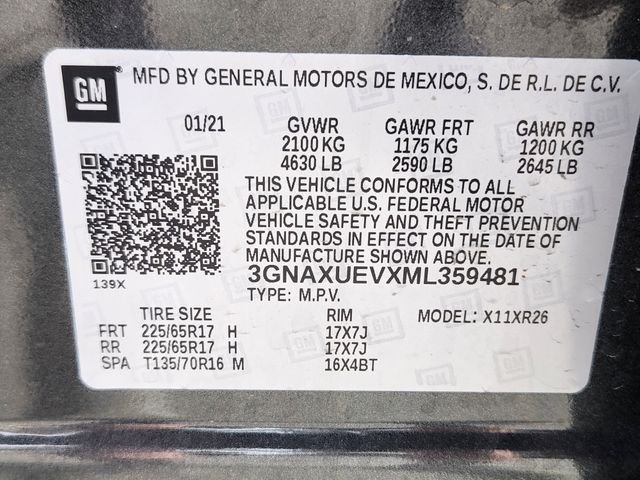 GM MFD BY GENERAL MOTORS DE MEXICO, S. DE R.L. DE C.V.
01/21 GVWR GAWR FRT GAWR RR
2100 KG 1175 KG 1200 KG
4630 LB 2590 LB 2645 LB
THIS VEHICLE CONFORMS TO ALL
APPLICABLE U.S. FEDERAL MOTOR
VEHICLE SAFETY AND THEFT PREVENTION
STANDARDS IN EFFECT ON THE DATE OF
MANUFACTURE SHOWN ABOVE.
3GNAXUEVXML359481
139X
TYPE: M.P.V.
TIRE SIZE RIM MODEL: X11XR26
FRT 225/65R17 H 17X7J
RR 225/65R17 H 17X7J
SPA T135/70R16 M 16X4BT